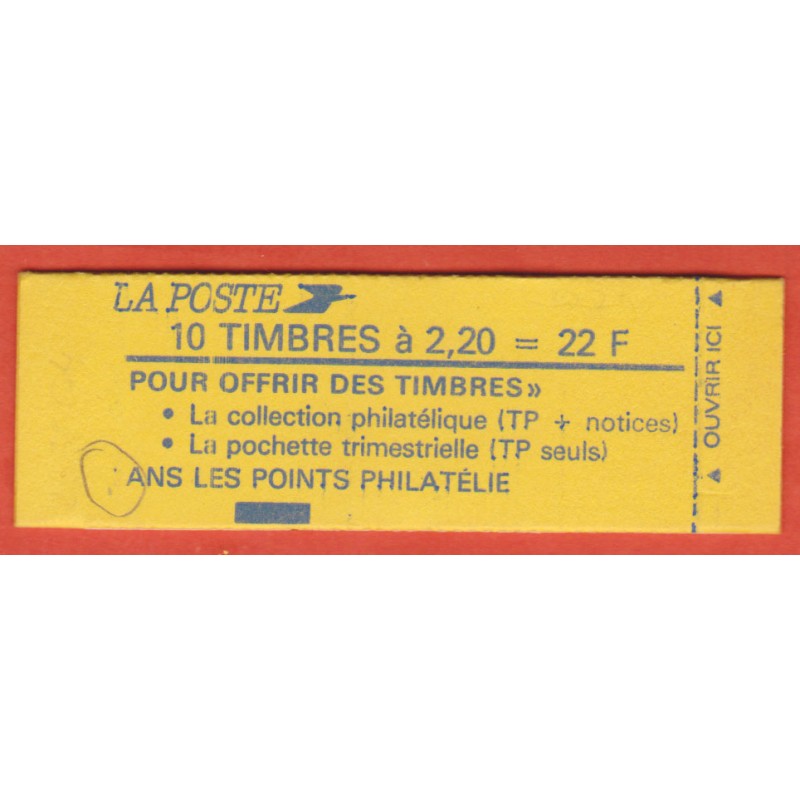 LA POSTE
10 TIMBRES à 2,20 = 22 F
POUR OFFRIR DES TIMBRES»
• La collection philatélique (TP + notices)
• La pochette trimestrielle (TP seuls)
ANS LES POINTS PHILATÉLIE
▲ OUVRIR ICI ▲